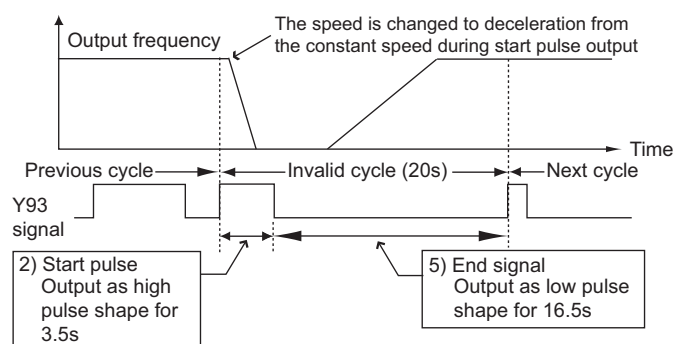 Output frequency
The speed is changed to deceleration from
the constant speed during start pulse output
Time
Previous cycle
Invalid cycle (20s)
Next cycle
Y93
signal
2) Start pulse
Output as high
pulse shape for
3.5s
5) End signal
Output as low pulse
shape for 16.5s